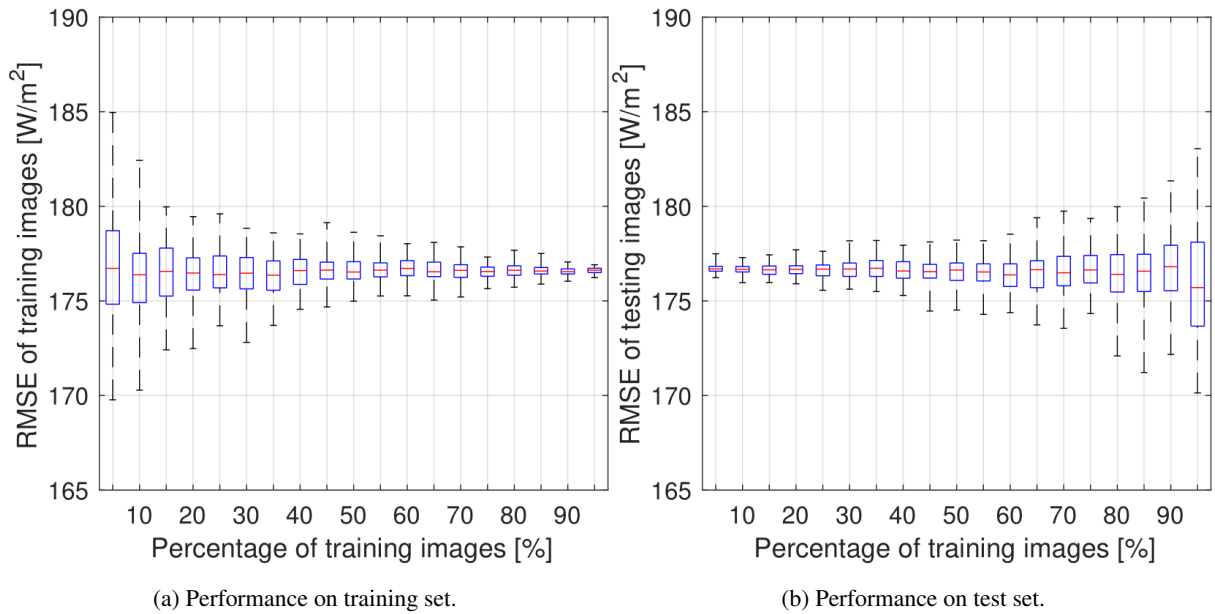 190
185
180
175
170
165
RMSE of training images [W/m²]
10 20 30 40 50 60 70 80 90
Percentage of training images [%]
(a) Performance on training set.
190
185
180
175
170
165
RMSE of testing images [W/m²]
10 20 30 40 50 60 70 80 90
Percentage of training images [%]
(b) Performance on test set.